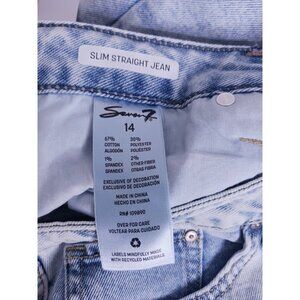 SLIM STRAIGHT JEAN
Seven7
14
67% 30%
COTTON POLYESTER
ALGODÓN POLIÉSTER
1% 2%
SPANDEX OTHER FIBER
SPANDEX OTRAS FIBRA
EXCLUSIVE OF DECORATION
EXCLUSIVO DE DECORACIÓN
MADE IN CHINA
HECHO EN CHINA
RN# 109890
OVER FOR CARE
VOLTEAR PARA CUIDADO
LABELS MINDFULLY MADE
WITH RECYCLED MATERIALS